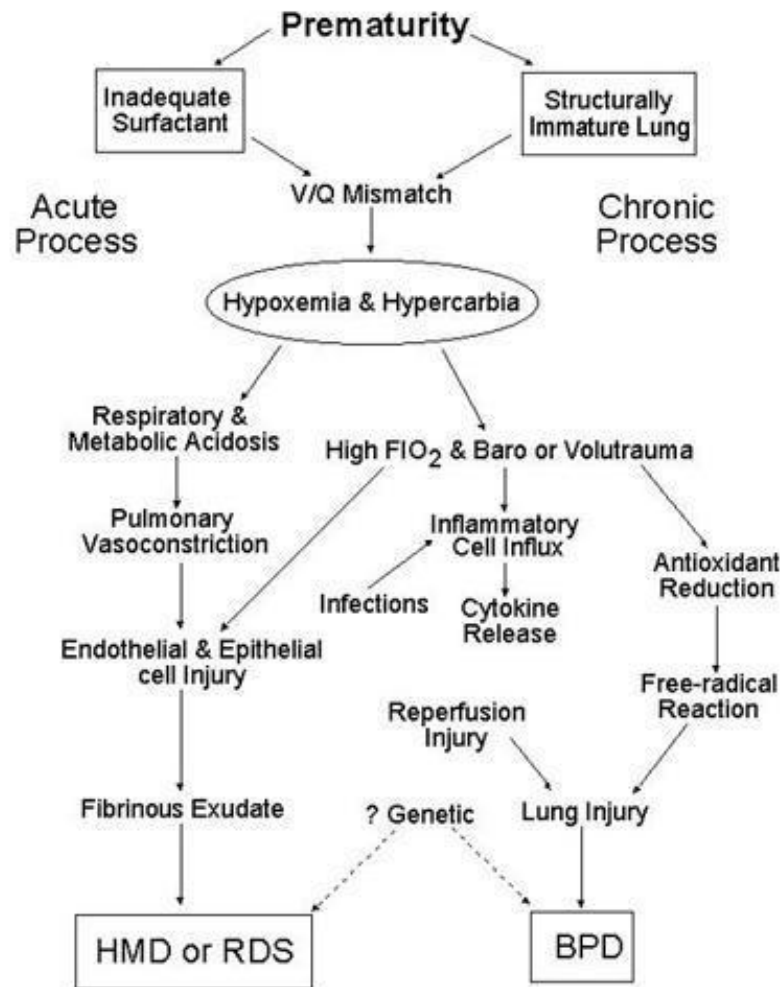 Prematurity
Inadequate
Surfactant
Structurally
Immature Lung
V/Q Mismatch
Acute
Process
Chronic
Process
Hypoxemia & Hypercarbia
Respiratory &
Metabolic Acidosis
High FIO2 & Baro or Volutrauma
Pulmonary
Vasoconstriction
Inflammatory
Cell Influx
Antioxidant
Reduction
Infections
Cytokine
Release
Endothelial & Epithelial
cell Injury
Free-radical
Reaction
Reperfusion
Injury
Fibrinous Exudate
? Genetic
Lung Injury
HMD or RDS
BPD